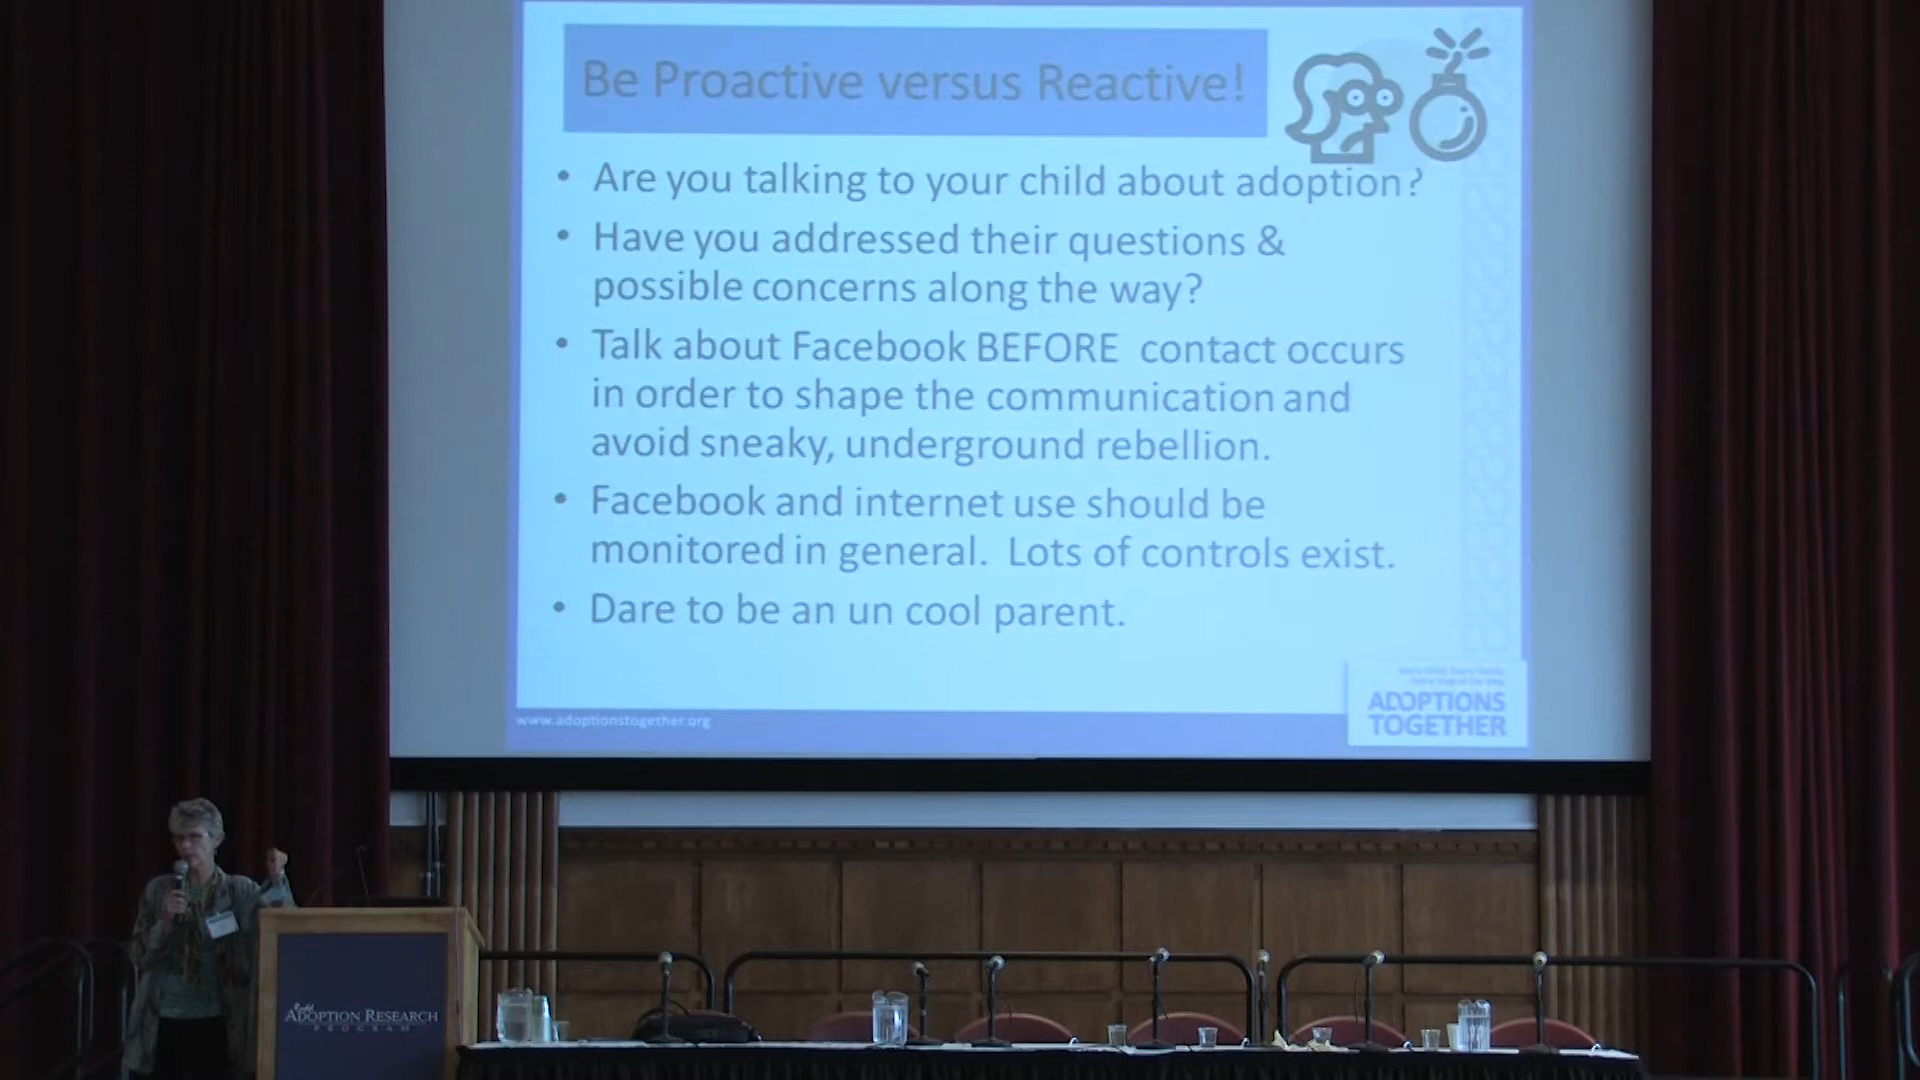 Be Proactive versus Reactive!
• Are you talking to your child about adoption?
• Have you addressed their questions &
possible concerns along the way?
• Talk about Facebook BEFORE contact occurs
in order to shape the communication and
avoid sneaky, underground rebellion.
• Facebook and internet use should be
monitored in general. Lots of controls exist.
• Dare to be an un cool parent.
www.adoptionstogether.org
ADOPTIONS
TOGETHER
Rudd
ADOPTION RESEARCH
PROGRAM